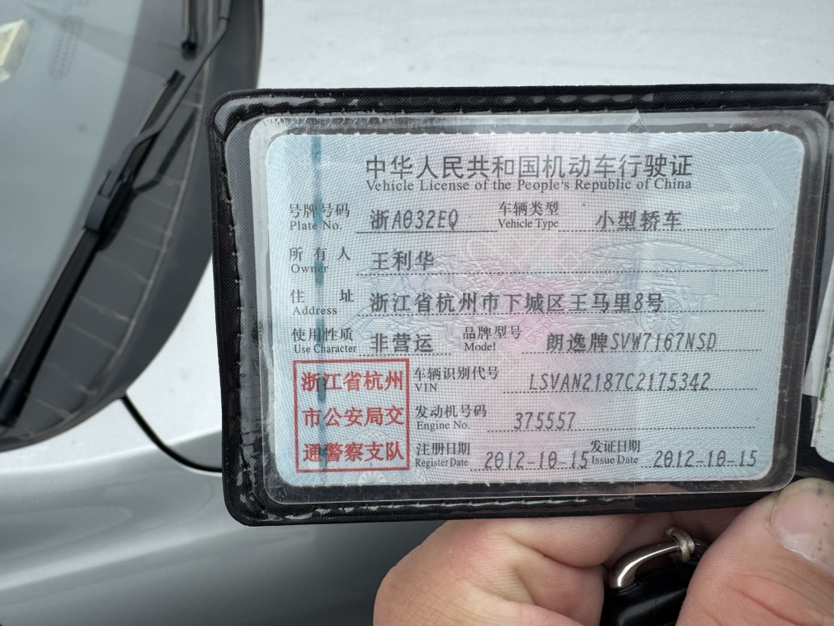 中华人民共和国机动车行驶证
Vehicle License of the People's Republic of China
号牌号码 Plate No. 浙A032EQ 车辆类型 Vehicle Type 小型轿车
所有人 Owner 王利华
住址 Address 浙江省杭州市下城区王马里8号
使用性质 Use Character 非营运 品牌型号 Model 朗逸牌SVW7167NSD
浙江省杭州市公安局交通警察支队
车辆识别代号 VIN LSVAN2187C2175342
发动机号码 Engine No. 375557
注册日期 Register Date 2012-10-15 发证日期 Issue Date 2012-10-15